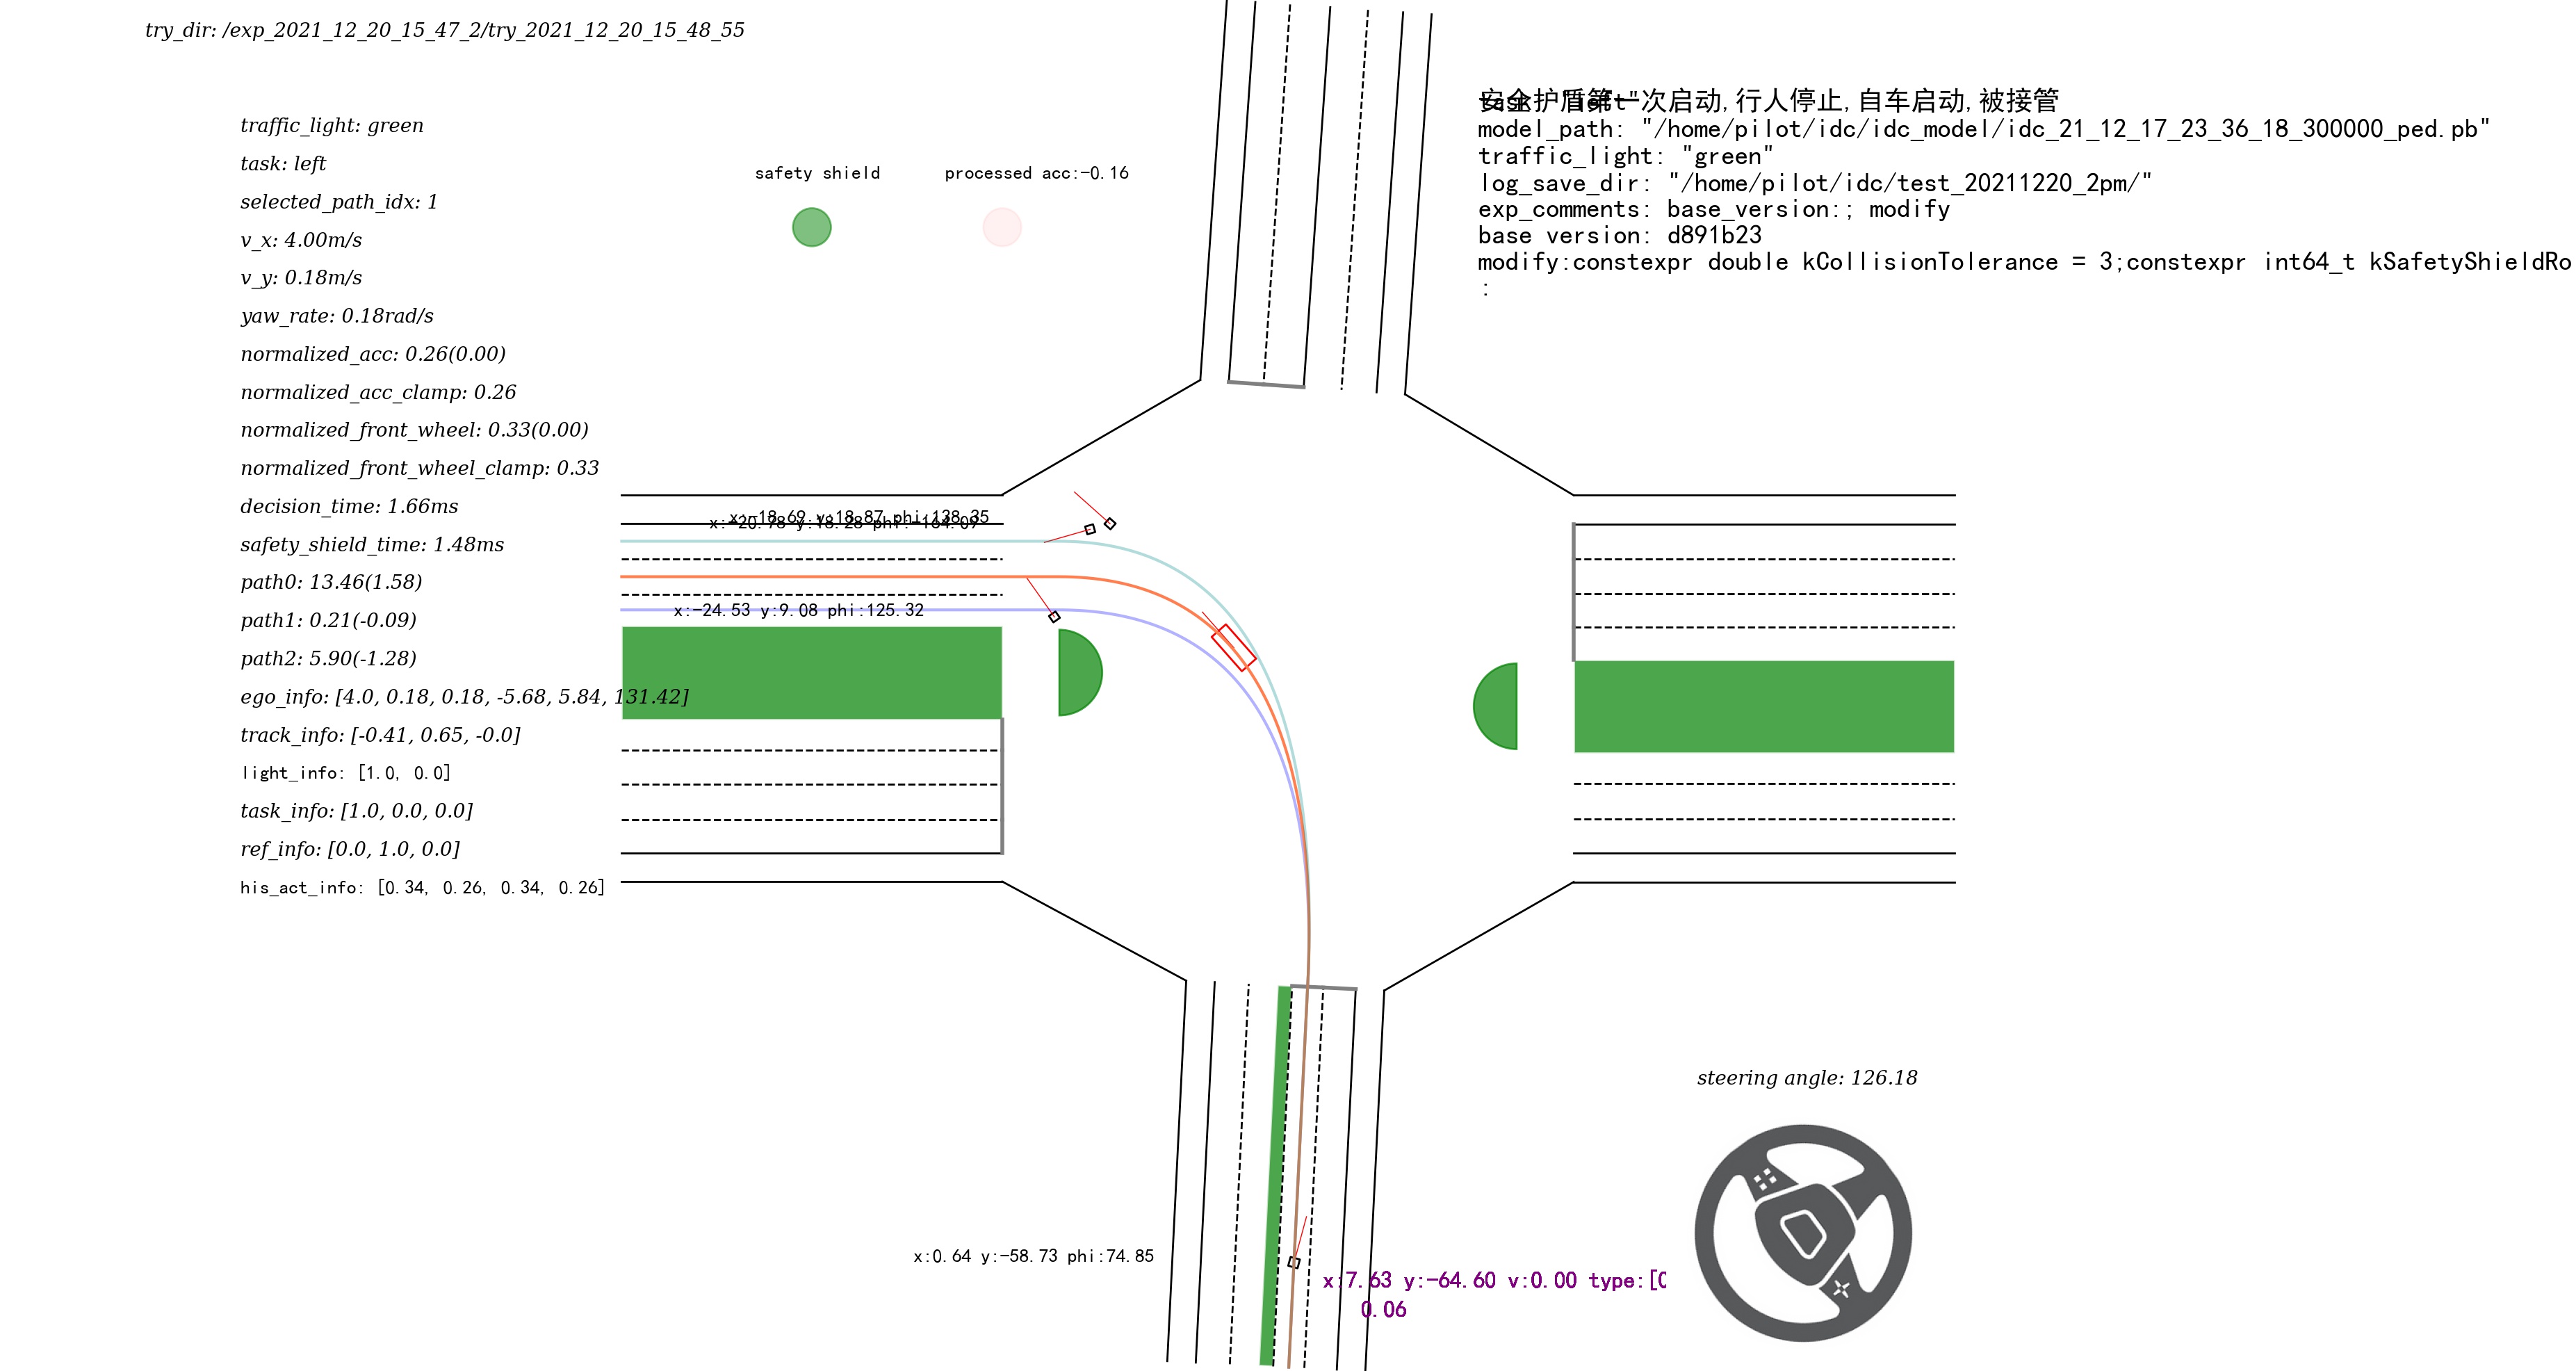 try_dir: /exp_2021_12_20_15_47_2/try_2021_12_20_15_48_55
traffic_light: green
task: left
selected_path_idx: 1
v_x: 4.00m/s
v_y: 0.18m/s
yaw_rate: 0.18rad/s
normalized_acc: 0.26(0.00)
normalized_acc_clamp: 0.26
normalized_front_wheel: 0.33(0.00)
normalized_front_wheel_clamp: 0.33
decision_time: 1.66ms
safety_shield_time: 1.48ms
path0: 13.46(1.58)
path1: 0.21(-0.09)
path2: 5.90(-1.28)
ego_info: [4.0, 0.18, 0.18, -5.68, 5.84, 131.42]
track_info: [-0.41, 0.65, -0.0]
light_info: [1.0, 0.0]
task_info: [1.0, 0.0, 0.0]
ref_info: [0.0, 1.0, 0.0]
his_act_info: [0.34, 0.26, 0.34, 0.26]
safety shield
processed acc:-0.16
安全护盾第一次启动,行人停止,自车启动,被接管
task: "left"
model_path: "/home/pilot/idc/idc_model/idc_21_12_17_23_36_18_300000_ped.pb"
traffic_light: "green"
log_save_dir: "/home/pilot/idc/test_20211220_2pm/"
exp_comments: base_version:; modify
base version: d891b23
modify:constexpr double kCollisionTolerance = 3;constexpr int64_t kSafetyShieldRo
:
x:-18.69 y:18.87 phi:138.35
x:-20.78 y:18.28 phi:-164.09
x:-24.53 y:9.08 phi:125.32
x:0.64 y:-58.73 phi:74.85
x:7.63 y:-64.60 v:0.00 type:[0
0.06
steering angle: 126.18